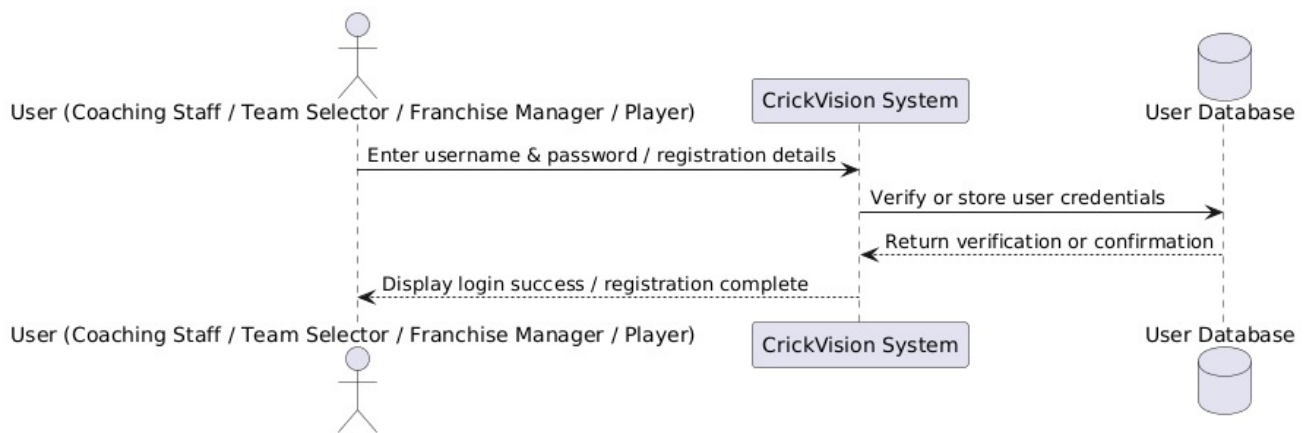 User (Coaching Staff / Team Selector / Franchise Manager / Player)
CrickVision System
User Database
Enter username & password / registration details
Verify or store user credentials
Return verification or confirmation
Display login success / registration complete
User (Coaching Staff / Team Selector / Franchise Manager / Player)
CrickVision System
User Database